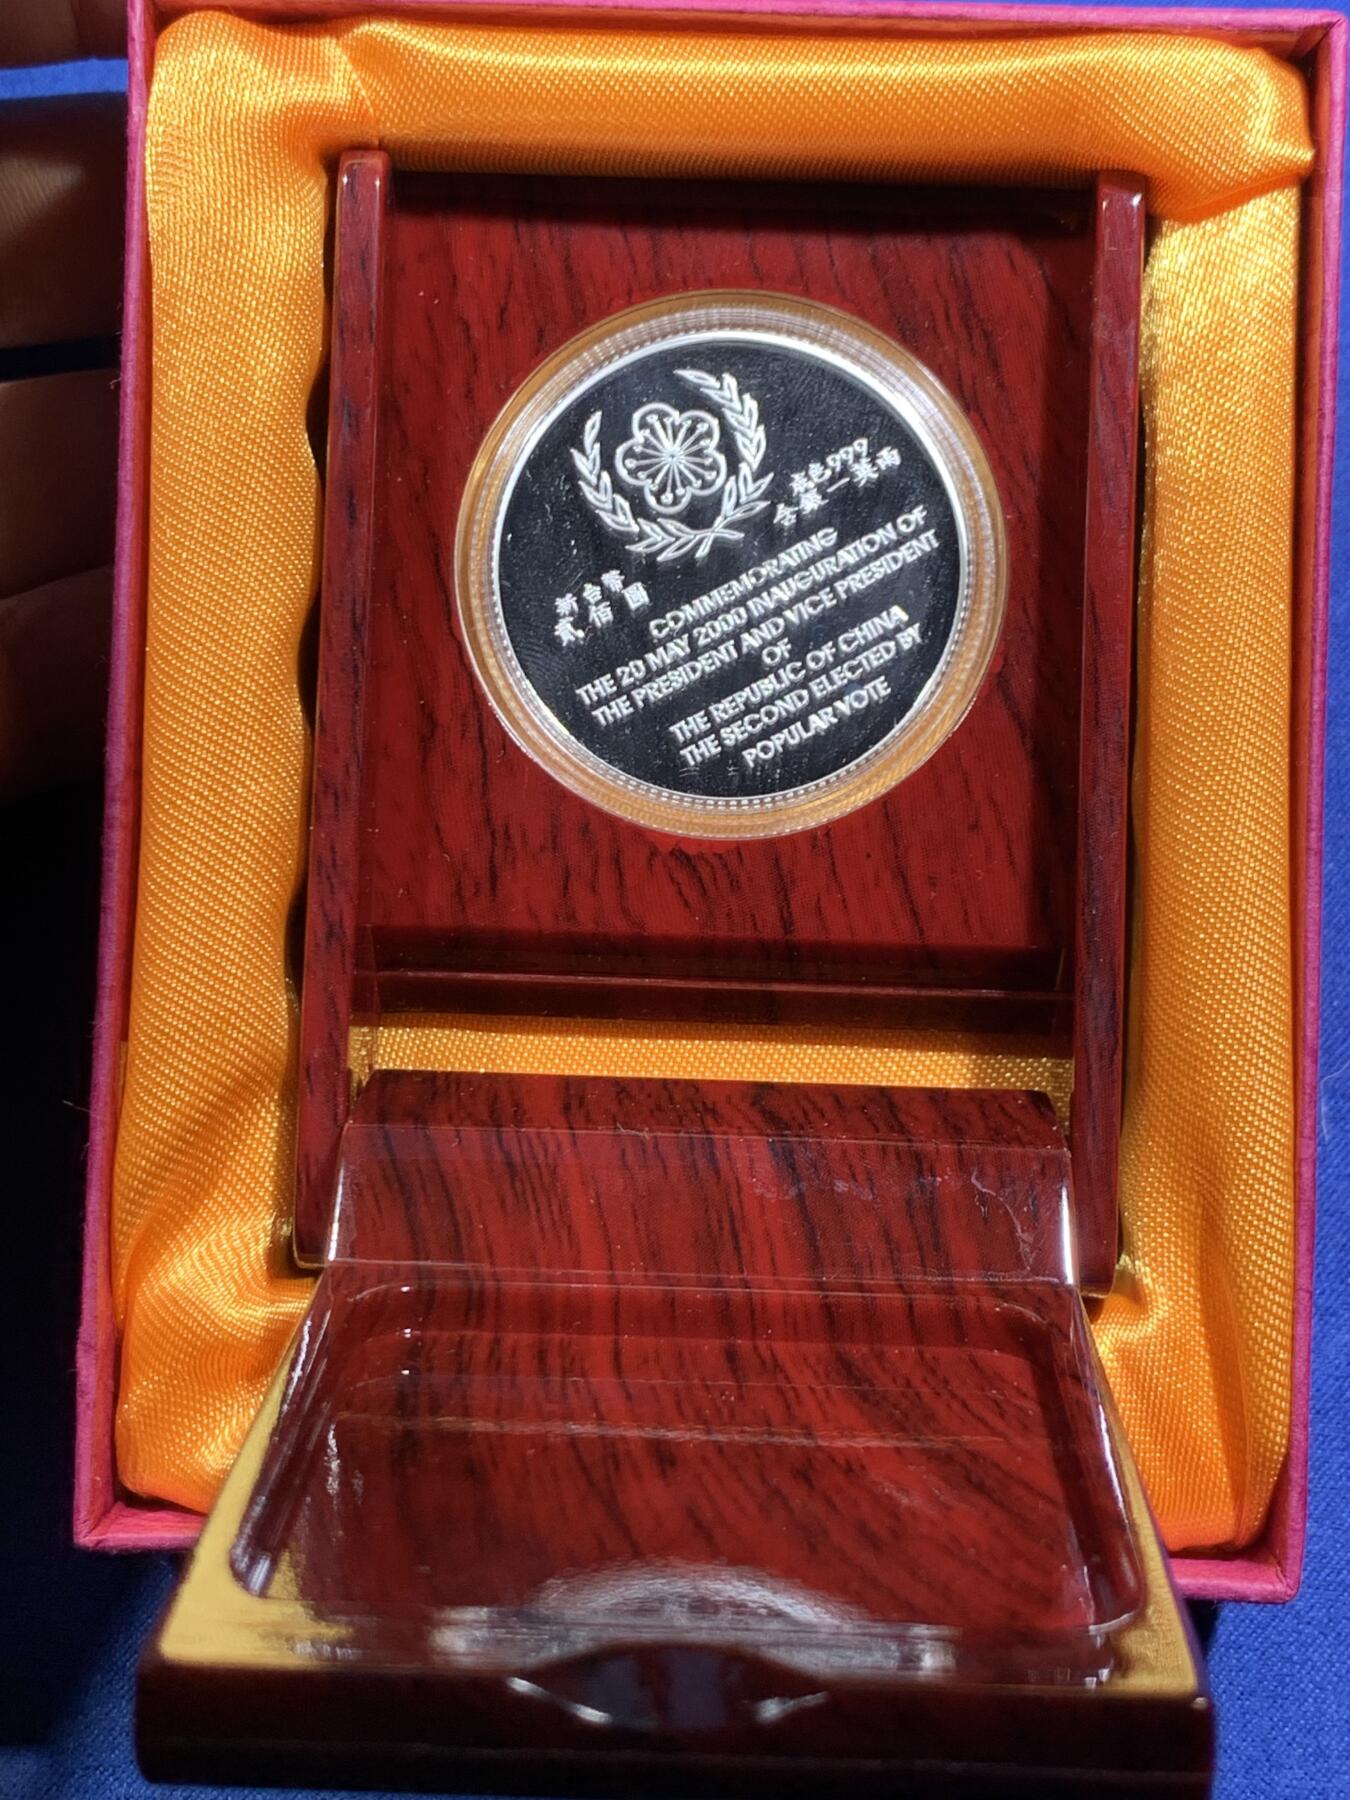 成色999
含銀一英兩
新台幣
貳佰圓
COMMEMORATING
THE 20 MAY 2000 INAUGURATION OF
THE PRESIDENT AND VICE PRESIDENT
OF
THE REPUBLIC OF CHINA
THE SECOND ELECTED BY
POPULAR VOTE